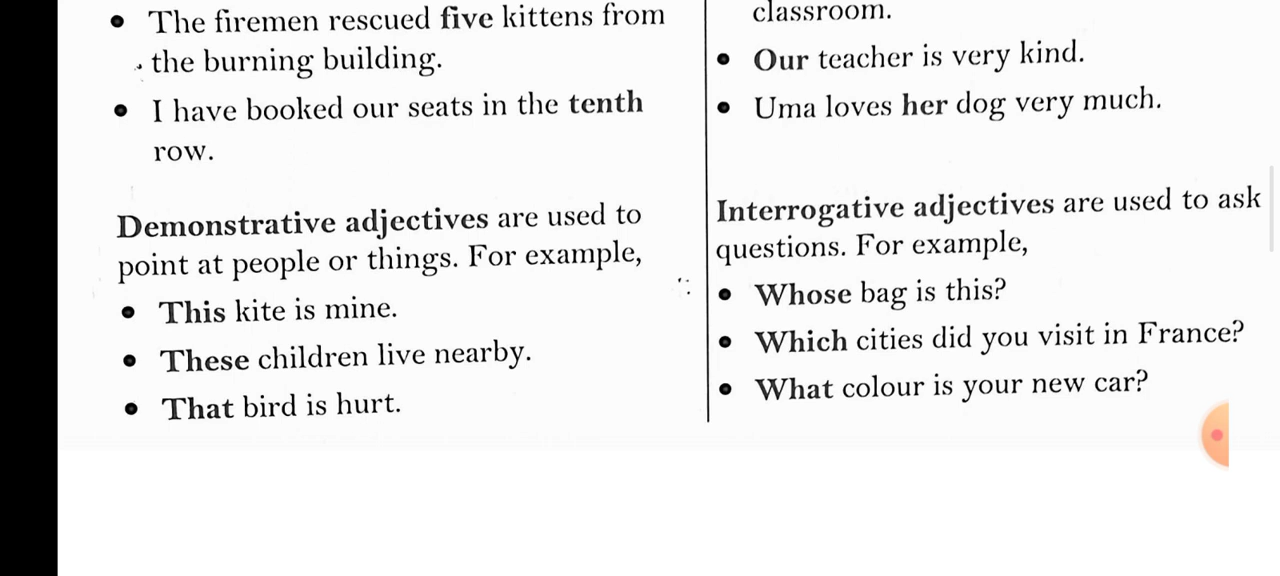 • The firemen rescued five kittens from
the burning building.
• I have booked our seats in the tenth
row.
Demonstrative adjectives are used to
point at people or things. For example,
• This kite is mine.
• These children live nearby.
• That bird is hurt.
classroom.
• Our teacher is very kind.
• Uma loves her dog very much.
Interrogative adjectives are used to ask
questions. For example,
• Whose bag is this?
• Which cities did you visit in France?
• What colour is your new car?